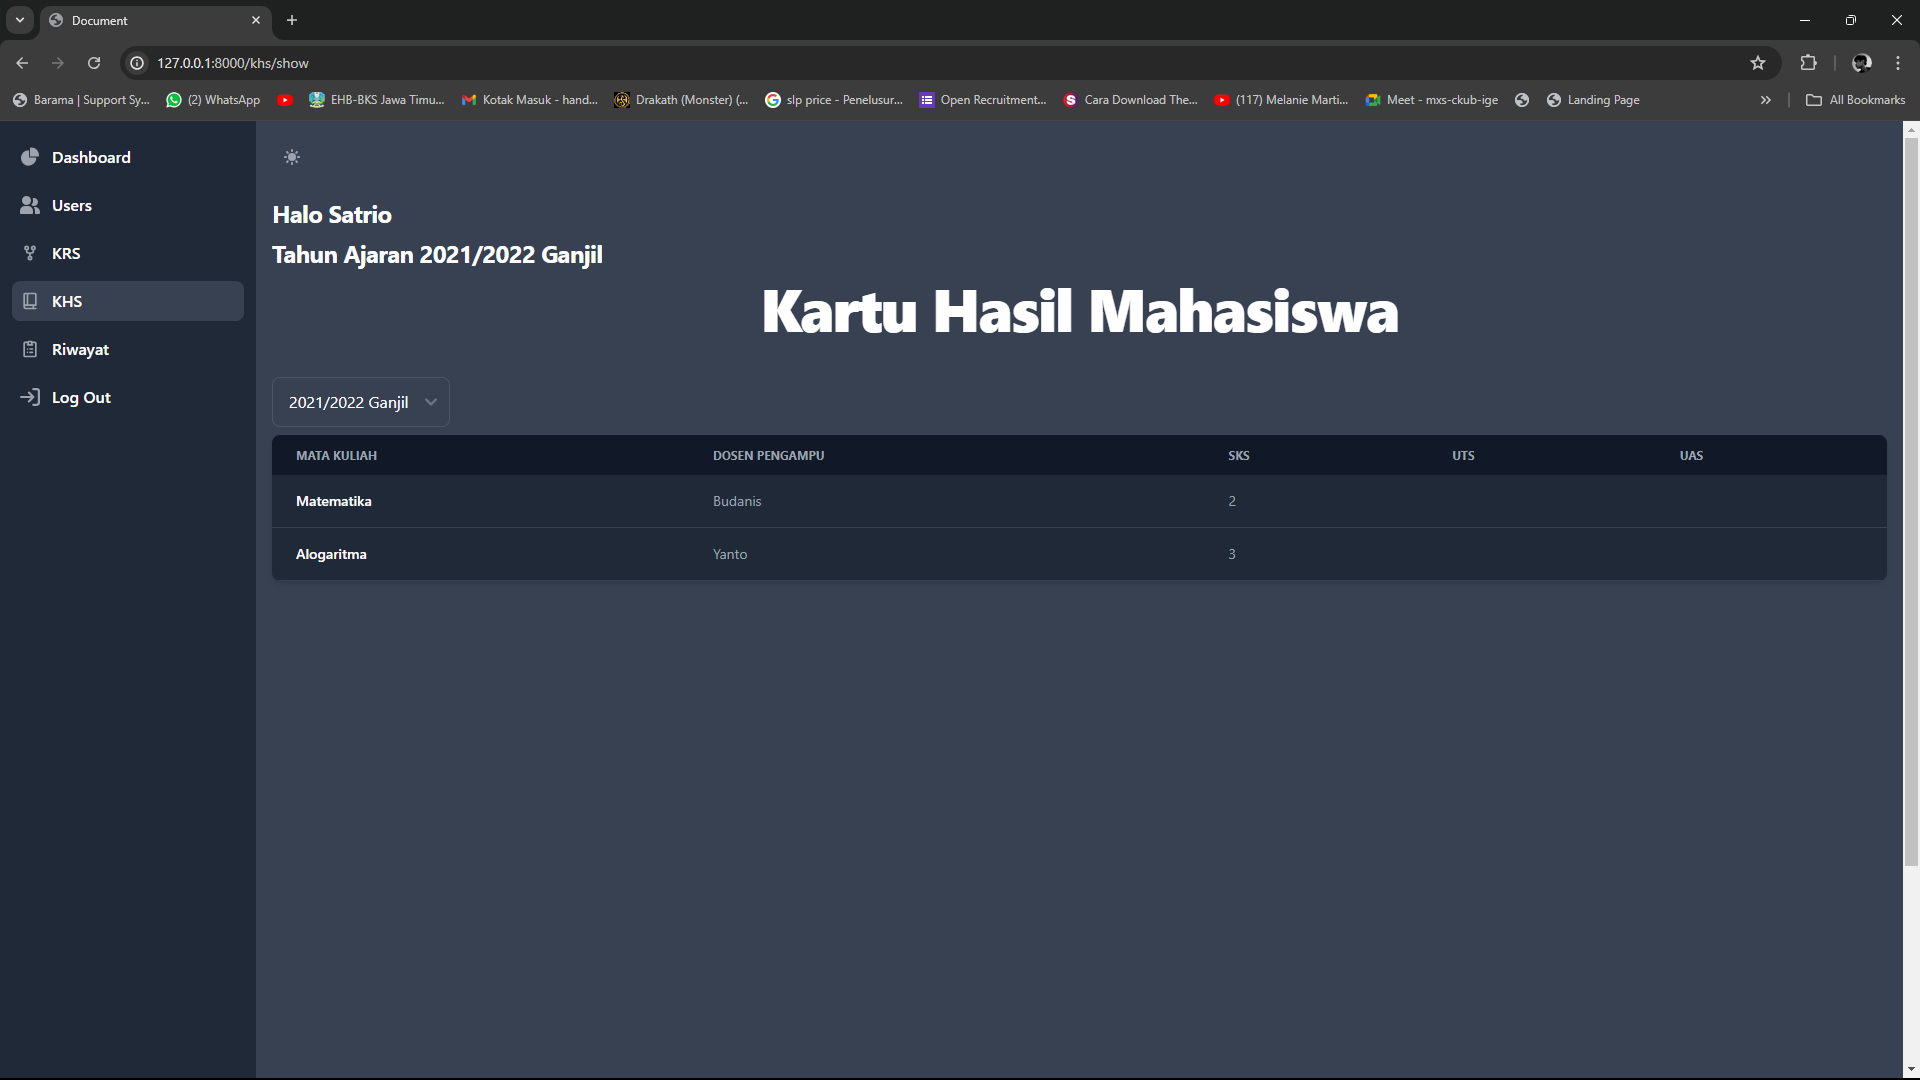 Document
127.0.0.1:8000/khs/show
Barama | Support Sy... (2) WhatsApp EHB-BKS Jawa Timu... Kotak Masuk - hand... Drakath (Monster) (... slp price - Penelusur... Open Recruitment... Cara Download The... (117) Melanie Marti... Meet - mxs-ckub-ige Landing Page All Bookmarks
Dashboard
Users
KRS
KHS
Riwayat
Log Out
Halo Satrio
Tahun Ajaran 2021/2022 Ganjil
Kartu Hasil Mahasiswa
2021/2022 Ganjil
MATA KULIAH DOSEN PENGAMPU SKS UTS UAS
Matematika Budanis 2
Alogaritma Yanto 3